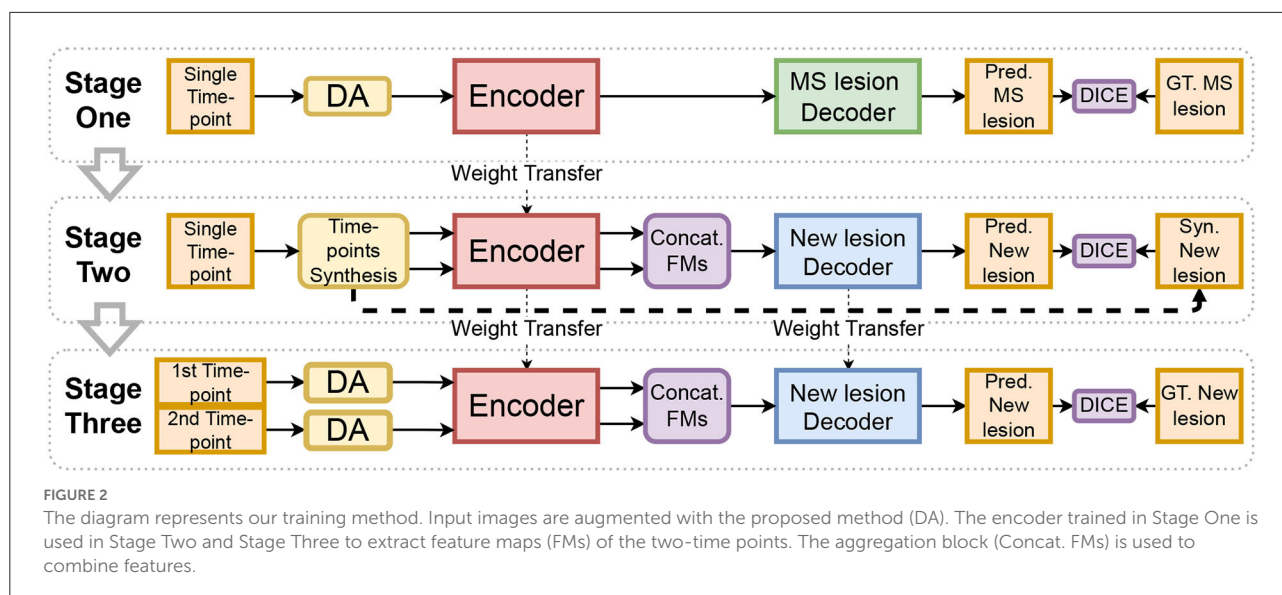 Stage
One
Single
Time-
point
DA
Encoder
MS lesion
Decoder
Pred.
MS
lesion
DICE
GT. MS
lesion
Weight Transfer
Stage
Two
Single
Time-
point
Time-
points
Synthesis
Encoder
Concat.
FMs
New lesion
Decoder
Pred.
New
lesion
DICE
Syn.
New
lesion
Weight Transfer
Weight Transfer
Stage
Three
1st Time-
point
2nd Time-
point
DA
DA
Encoder
Concat.
FMs
New lesion
Decoder
Pred.
New
lesion
DICE
GT. New
lesion
FIGURE 2
The diagram represents our training method. Input images are augmented with the proposed method (DA). The encoder trained in Stage One is
used in Stage Two and Stage Three to extract feature maps (FMs) of the two-time points. The aggregation block (Concat. FMs) is used to
combine features.